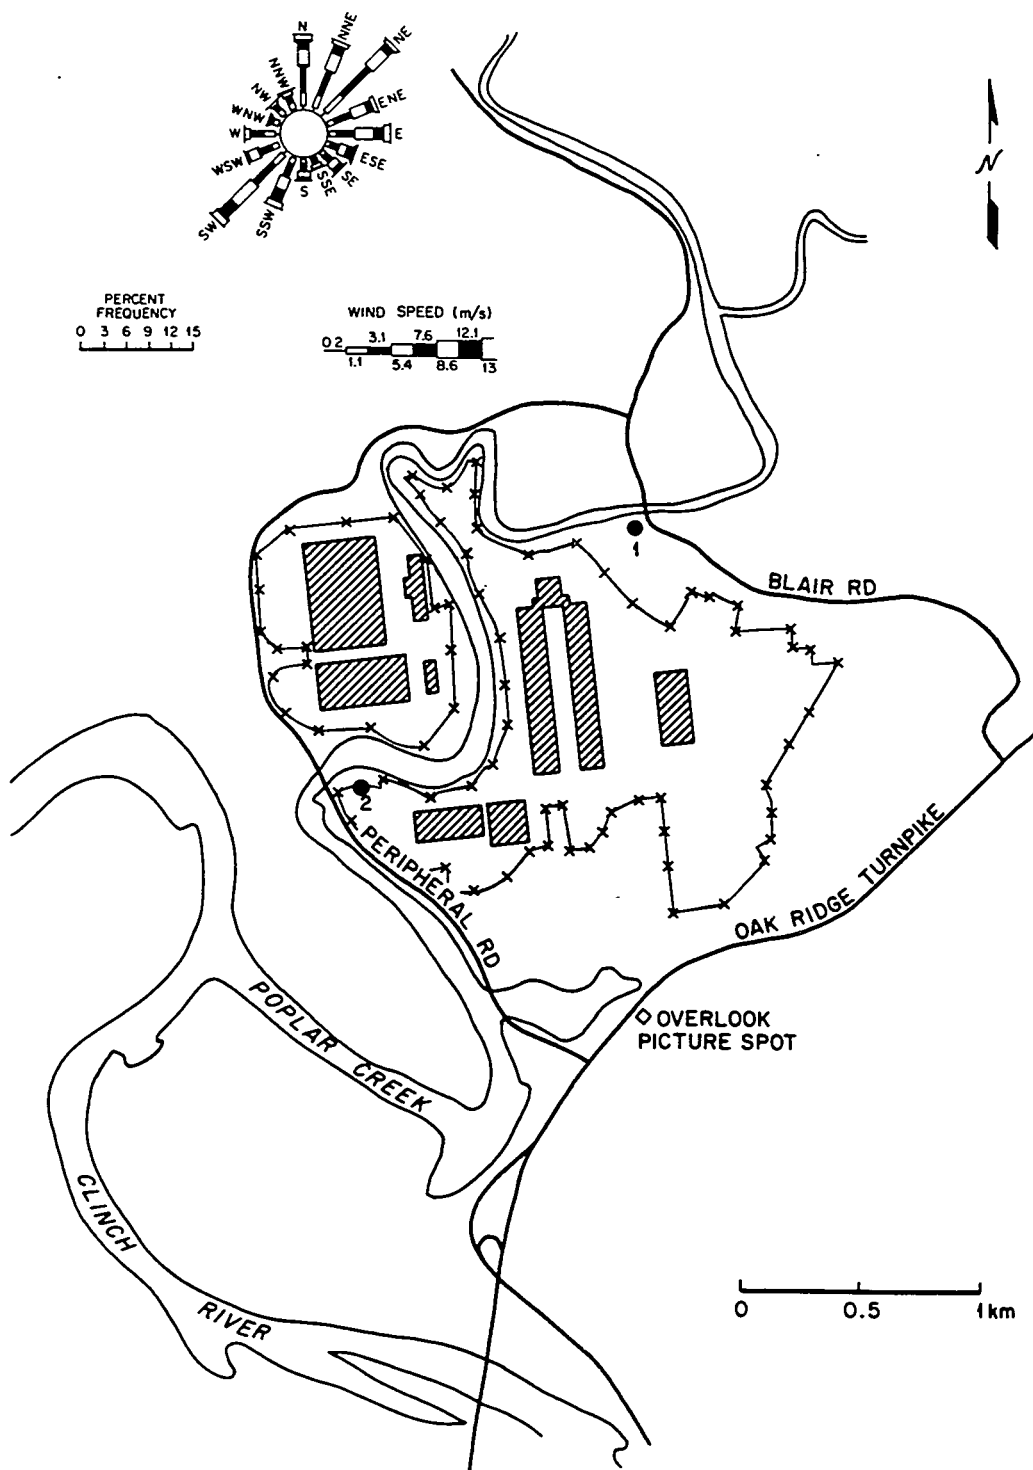 N
NNE
NE
ENE
E
ESE
SE
SSE
S
SSW
SW
WSW
W
WNW
NW
NNW
N
PERCENT
FREQUENCY
0 3 6 9 12 15
WIND SPEED (m/s)
0.2 3.1 7.6 12.1
1.1 5.4 8.6 13
1
BLAIR RD
2
PERIPHERAL RD
OAK RIDGE TURNPIKE
OVERLOOK
PICTURE SPOT
POPLAR CREEK
CLINCH
RIVER
0 0.5 1km